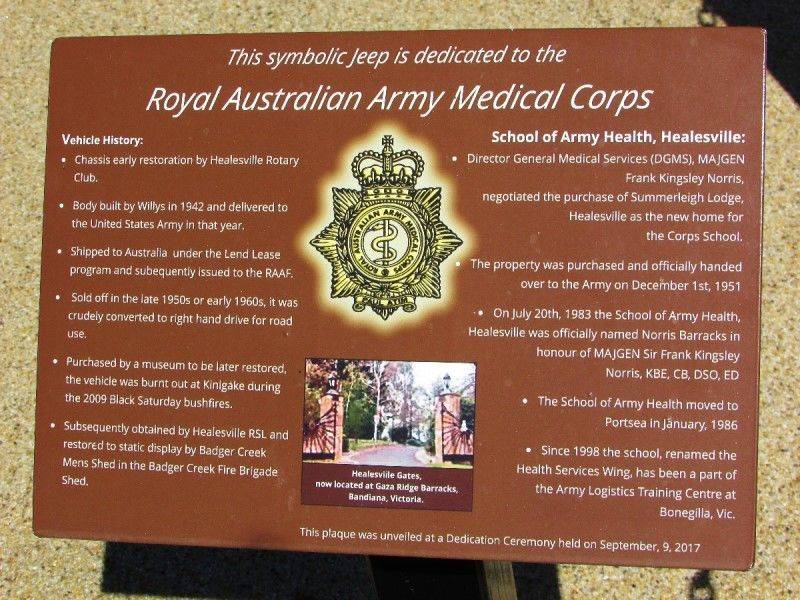 This symbolic Jeep is dedicated to the
Royal Australian Army Medical Corps
Vehicle History:
• Chassis early restoration by Healesville Rotary
Club.
• Body built by Willys in 1942 and delivered to
the United States Army in that year.
• Shipped to Australia under the Lend Lease
program and subequently issued to the RAAF.
• Sold off in the late 1950s or early 1960s, it was
crudely converted to right hand drive for road
use.
• Purchased by a museum to be later restored,
the vehicle was burnt out at Kinigake during
the 2009 Black Saturday bushfires.
• Subsequently obtained by Healesville RSL and
restored to static display by Badger Creek
Mens Shed in the Badger Creek Fire Brigade
Shed.
ROYAL AUSTRALIAN ARMY MEDICAL CORPS
PAULATIM
Healesville Gates,
now located at Gaza Ridge Barracks,
Bandiana, Victoria.
School of Army Health, Healesville:
• Director General Medical Services (DGMS), MAJGEN
Frank Kingsley Norris,
negotiated the purchase of Summerleigh Lodge,
Healesville as the new home for
the Corps School.
• The property was purchased and officially handed
over to the Army on December 1st, 1951
• On July 20th, 1983 the School of Army Health,
Healesville was officially named Norris Barracks in
honour of MAJGEN Sir Frank Kingsley
Norris, KBE, CB, DSO, ED
• The School of Army Health moved to
Portsea in January, 1986
• Since 1998 the school, renamed the
Health Services Wing, has been a part of
the Army Logistics Training Centre at
Bonegilla, Vic.
This plaque was unveiled at a Dedication Ceremony held on September, 9, 2017